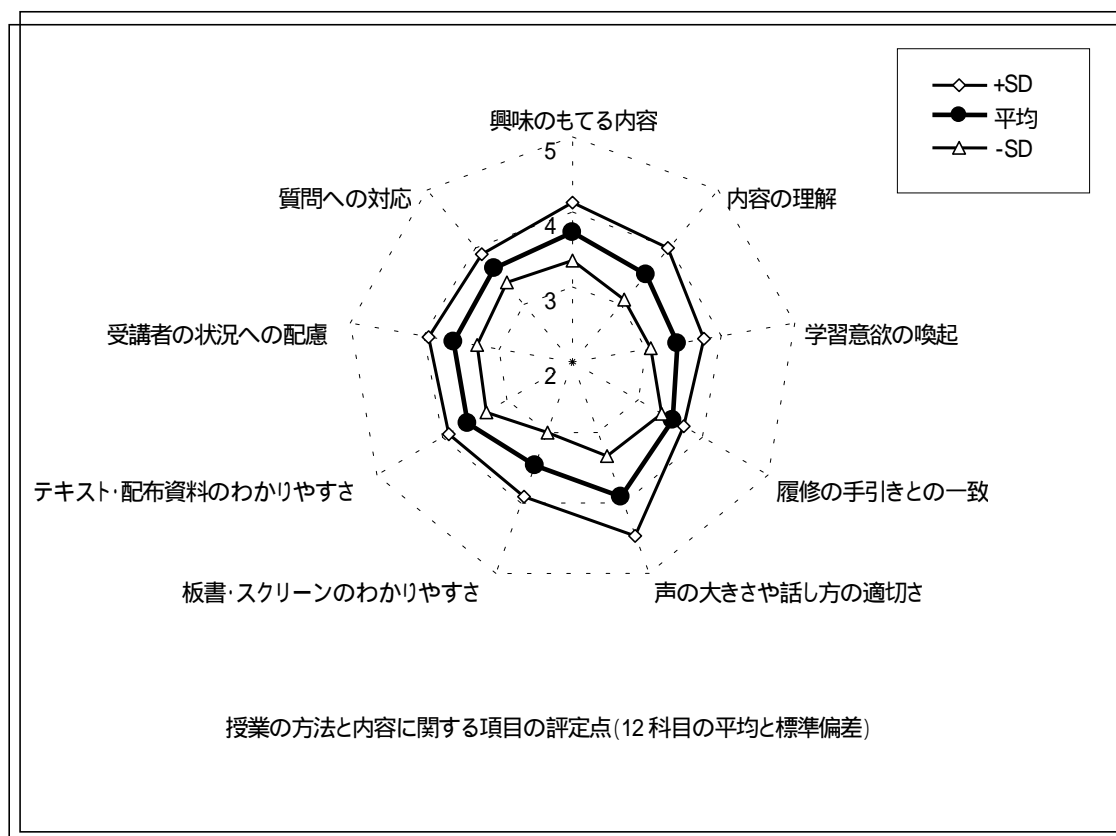 +SD
平均
-SD
興味のもてる内容
5
質問への対応
内容の理解
4
3
受講者の状況への配慮
学習意欲の喚起
2
テキスト·配布資料のわかりやすさ
履修の手引きとの一致
板書·スクリーンのわかりやすさ
声の大きさや話し方の適切さ
授業の方法と内容に関する項目の評定点(12 科目の平均と標準偏差)